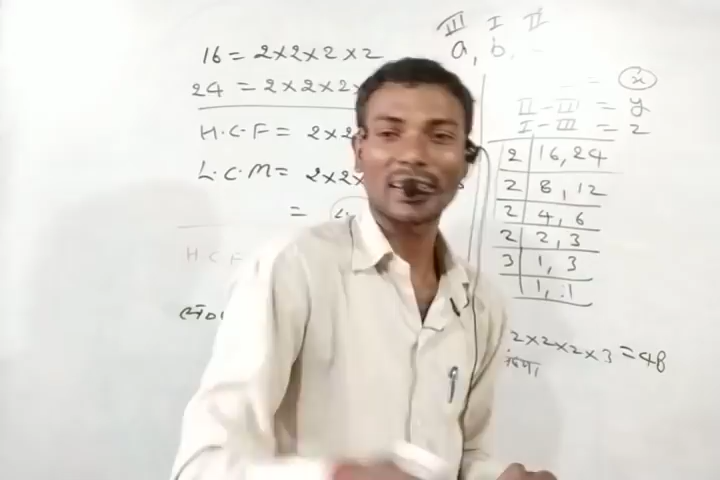 III I II
a, b,
16 = 2×2×2×2
24 = 2×2×2×
H.C.F = 2×2
L.C.M = 2×2×
=
H C F
= x
II - III = y
I - III = z
2 | 16, 24
2 | 8, 12
2 | 4, 6
2 | 2, 3
3 | 1, 3
1, 1
2×2×2×3 = 48